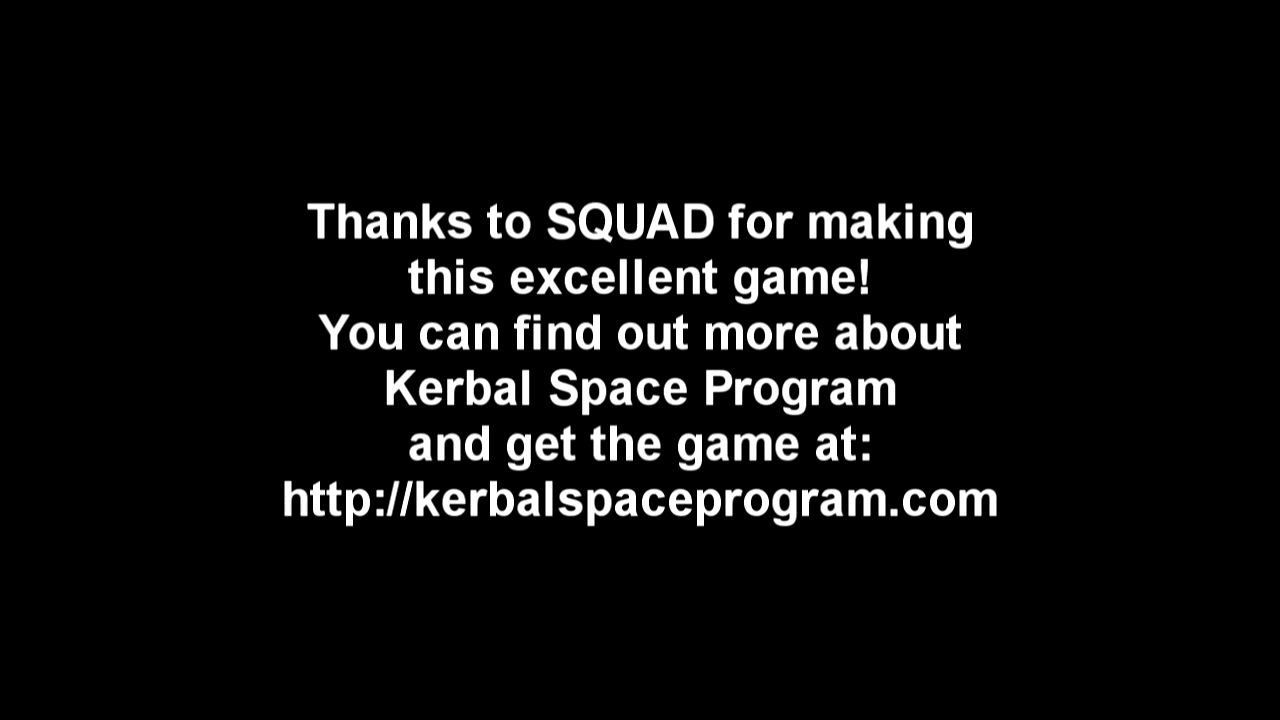 Thanks to SQUAD for making
this excellent game!
You can find out more about
Kerbal Space Program
and get the game at:
http://kerbalspaceprogram.com